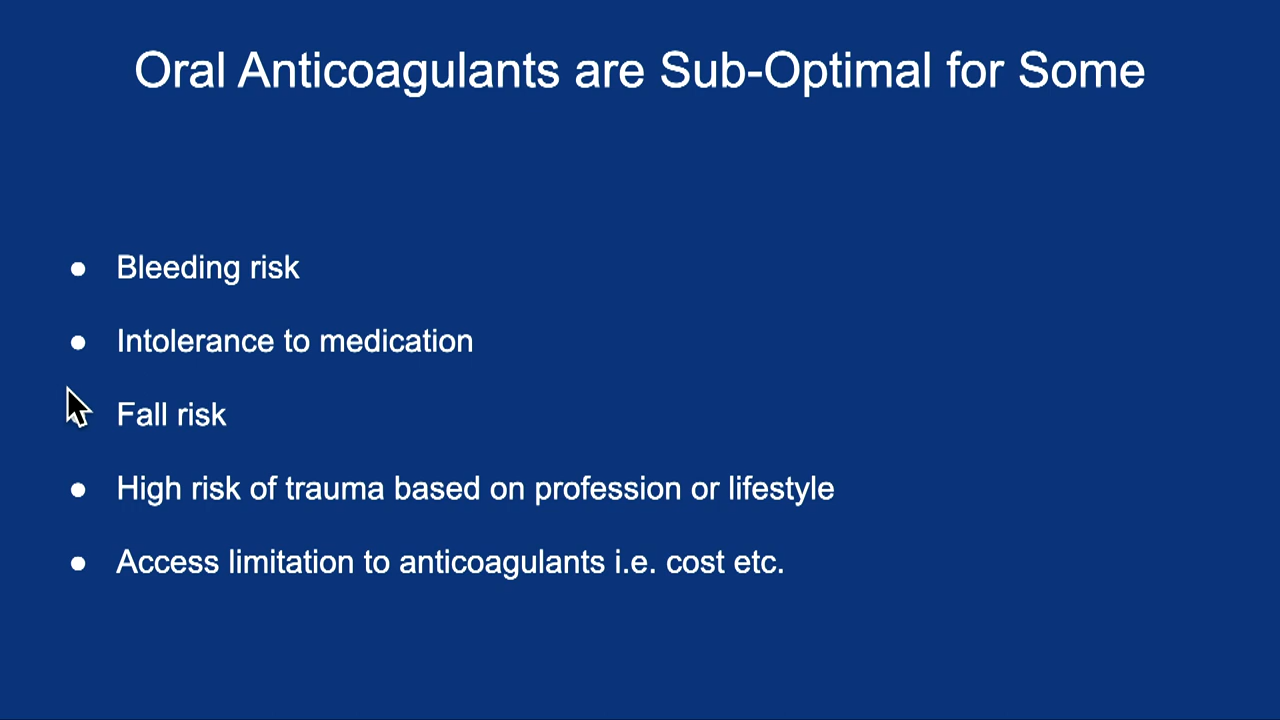 Oral Anticoagulants are Sub-Optimal for Some
● Bleeding risk
● Intolerance to medication
Fall risk
● High risk of trauma based on profession or lifestyle
● Access limitation to anticoagulants i.e. cost etc.